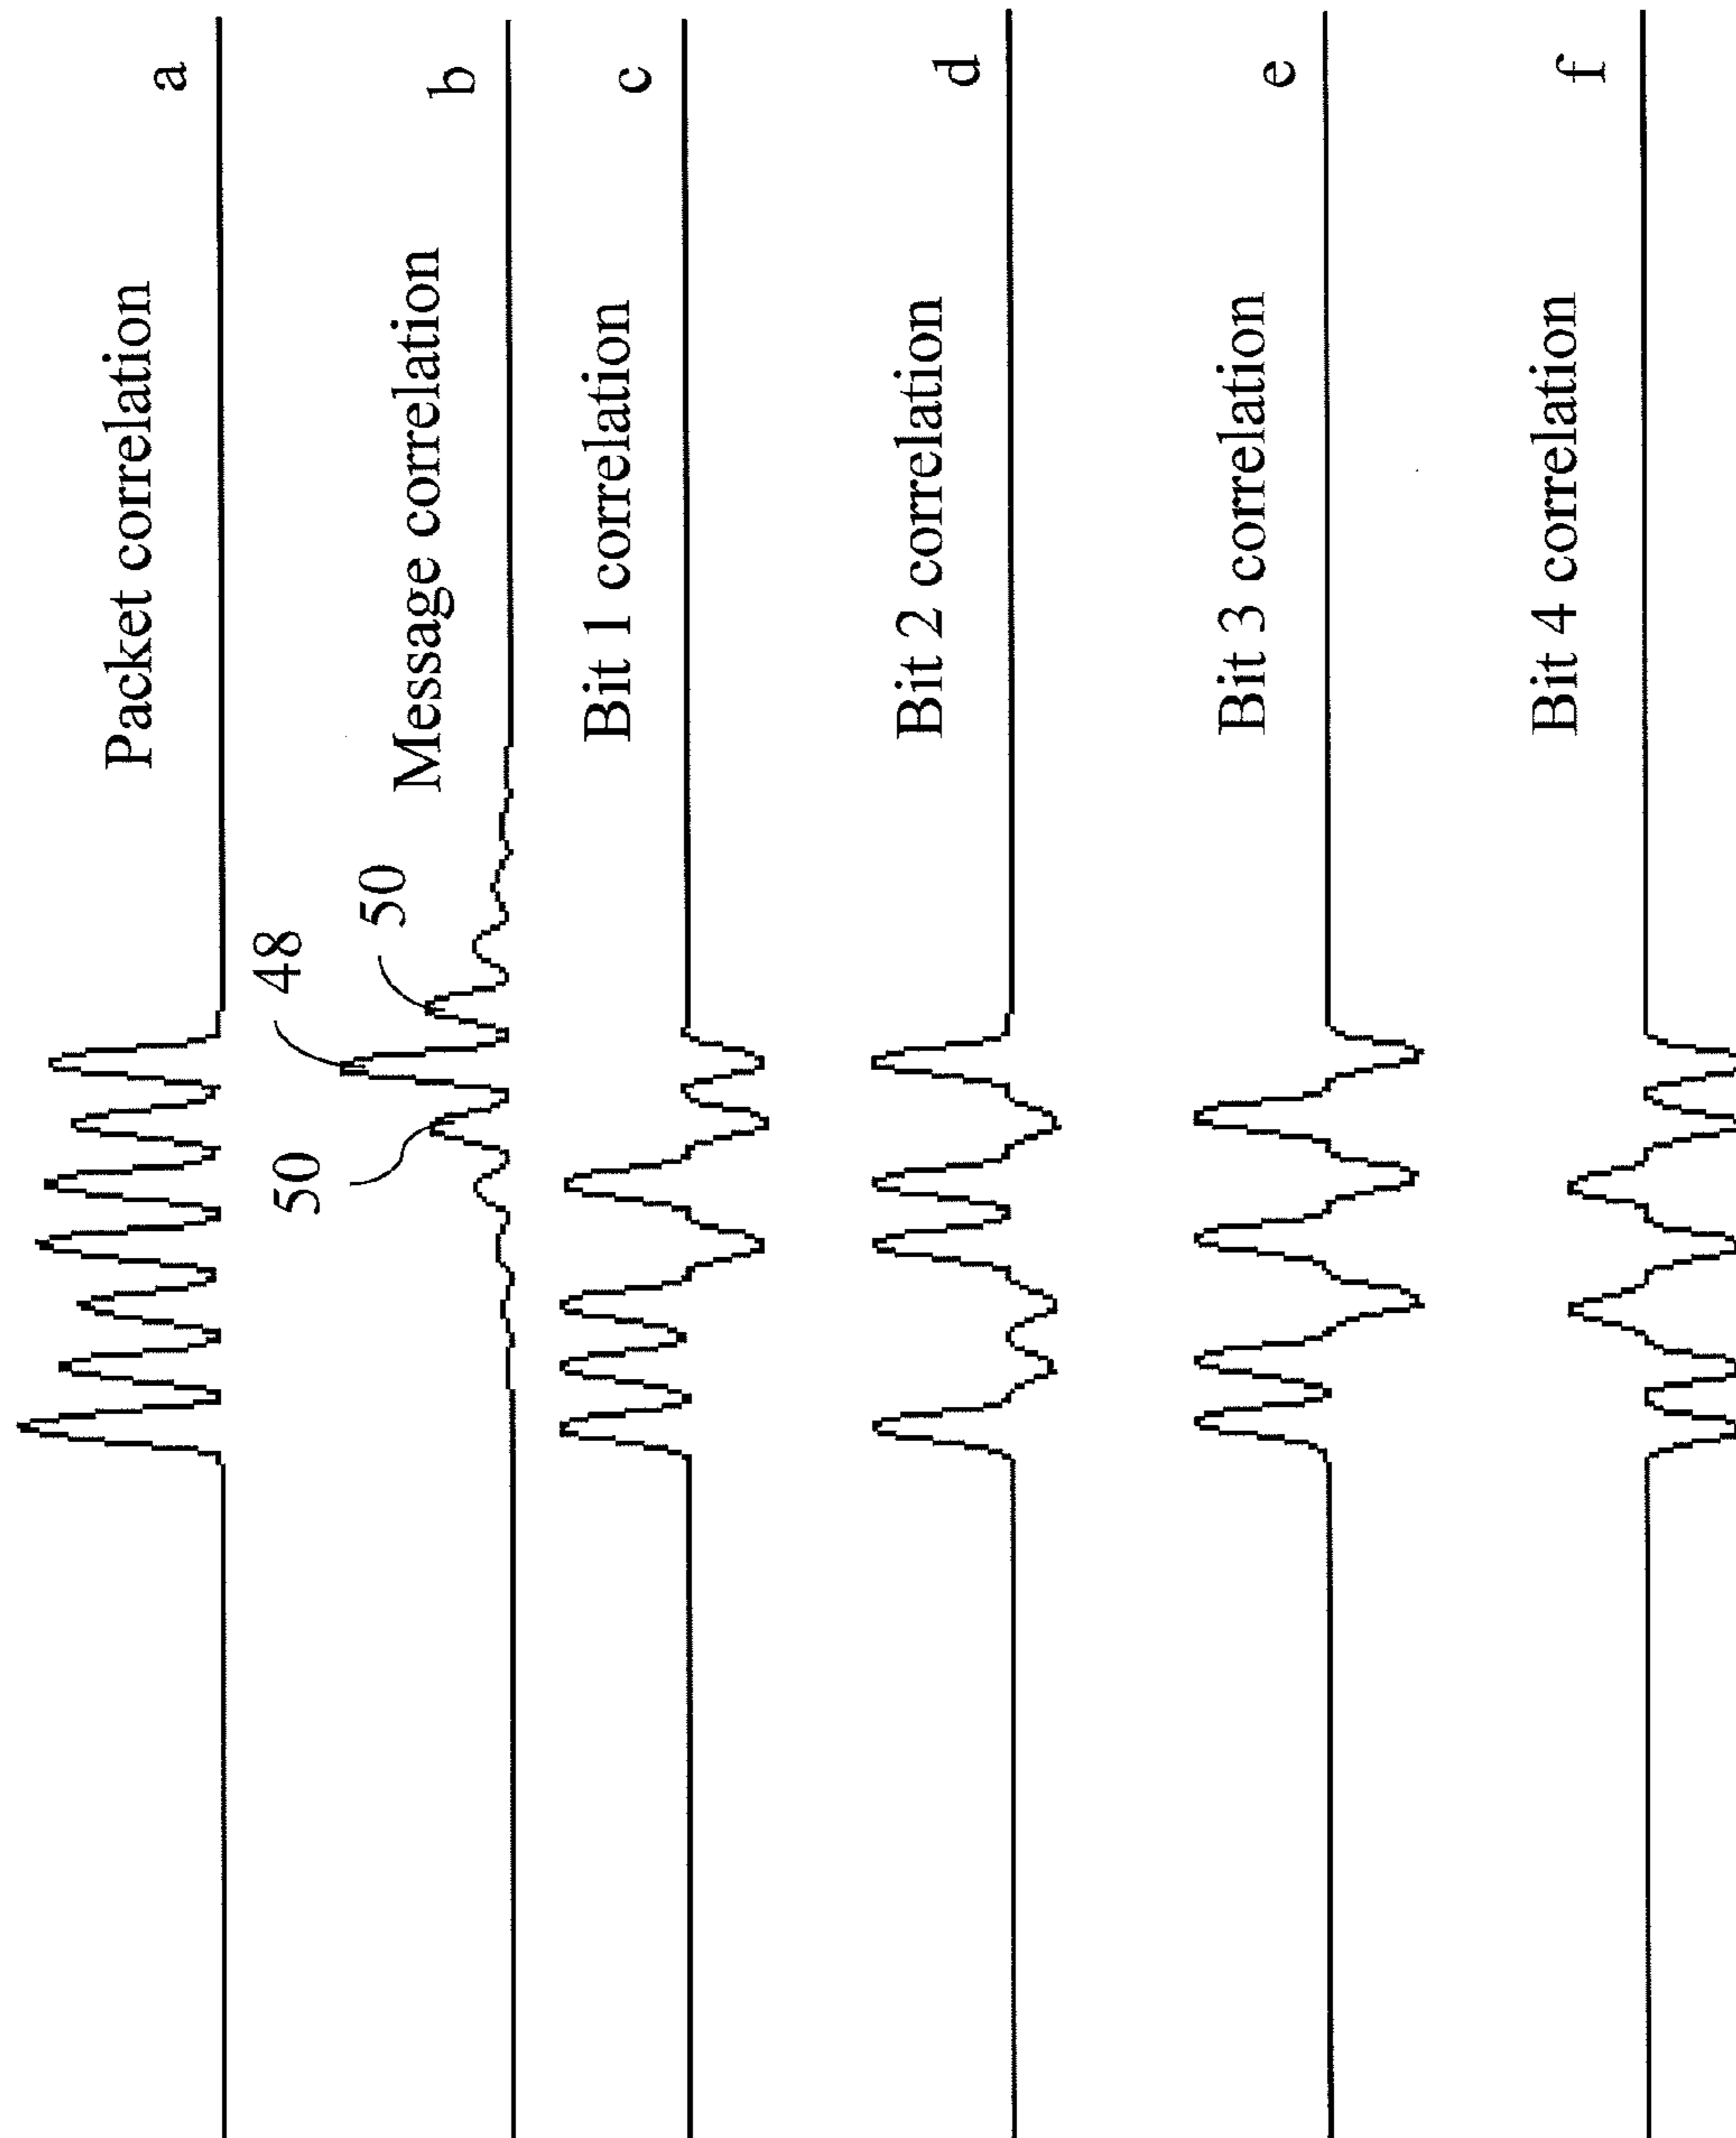 Packet correlation
a
48
50
50
Message correlation
b
Bit 1 correlation
c
Bit 2 correlation
d
Bit 3 correlation
e
Bit 4 correlation
f